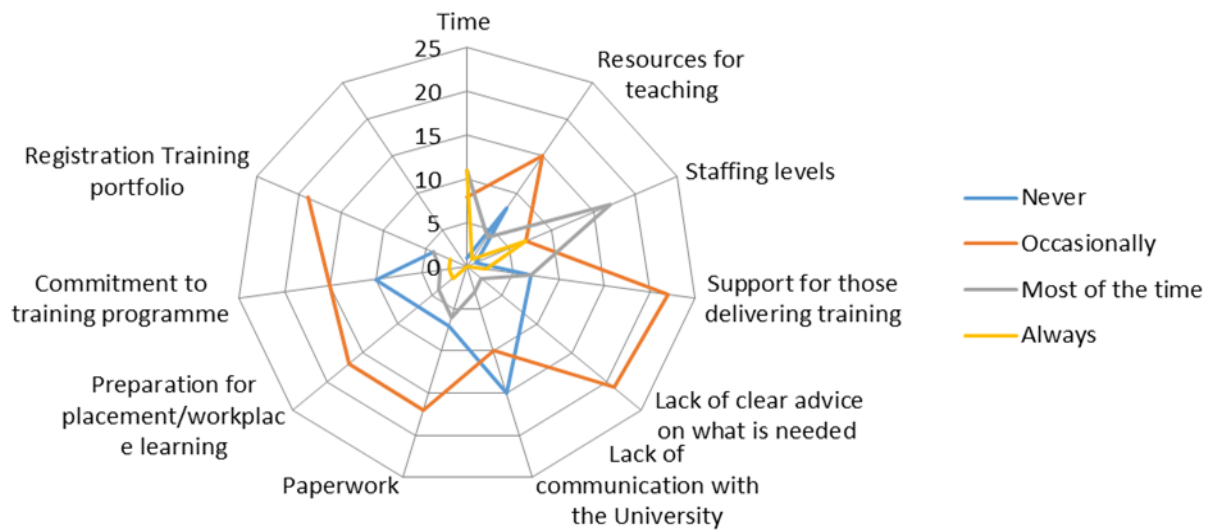 Time
25
20
15
10
5
0
Resources for
teaching
Staffing levels
Support for those
delivering training
Lack of clear advice
on what is needed
Lack of
communication with
the University
Paperwork
Preparation for
placement/workplac
e learning
Commitment to
training programme
Registration Training
portfolio
Never
Occasionally
Most of the time
Always